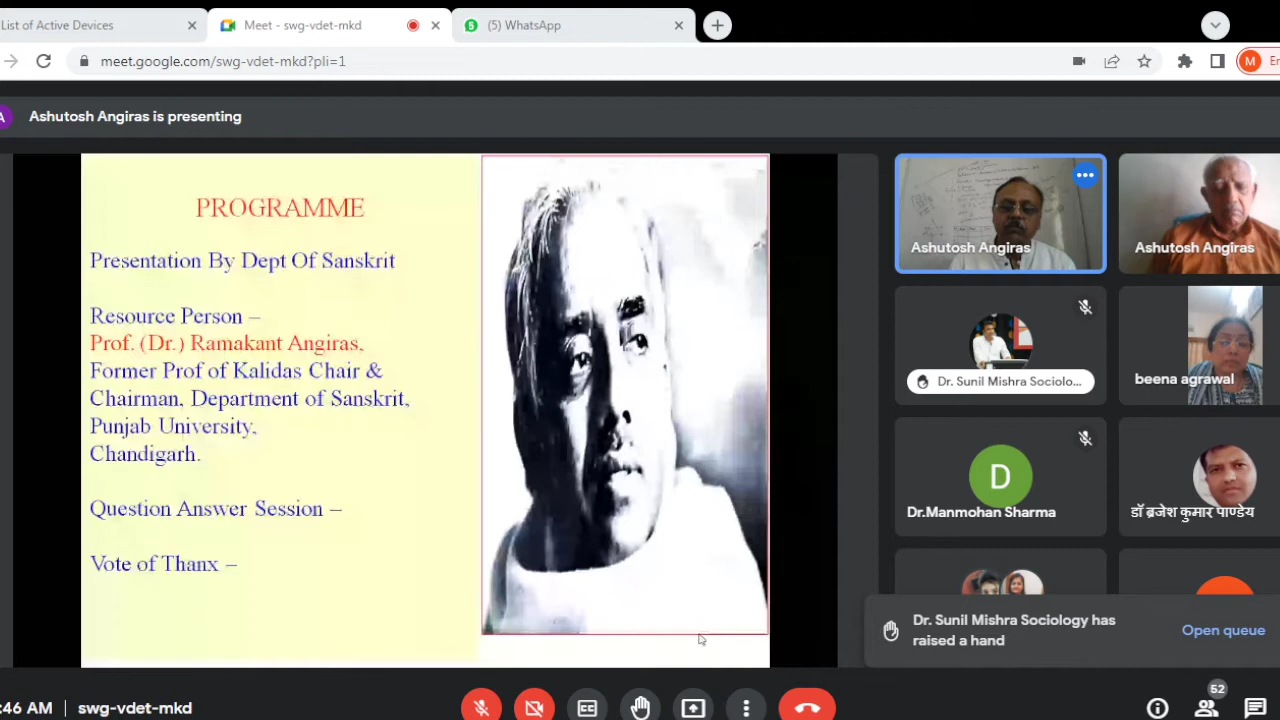 List of Active Devices
Meet - swg-vdet-mkd
(5) WhatsApp
meet.google.com/swg-vdet-mkd?pli=1
M
Ashutosh Angiras is presenting
PROGRAMME
Presentation By Dept Of Sanskrit
Resource Person –
Prof. (Dr.) Ramakant Angiras,
Former Prof of Kalidas Chair &
Chairman, Department of Sanskrit,
Punjab University,
Chandigarh.
Question Answer Session –
Vote of Thanx –
Ashutosh Angiras
Ashutosh Angiras
Dr. Sunil Mishra Sociolo...
beena agrawal
D
Dr.Manmohan Sharma
डॉ ब्रजेश कुमार पाण्डेय
Dr. Sunil Mishra Sociology has
raised a hand
Open queue
:46 AM | swg-vdet-mkd
52